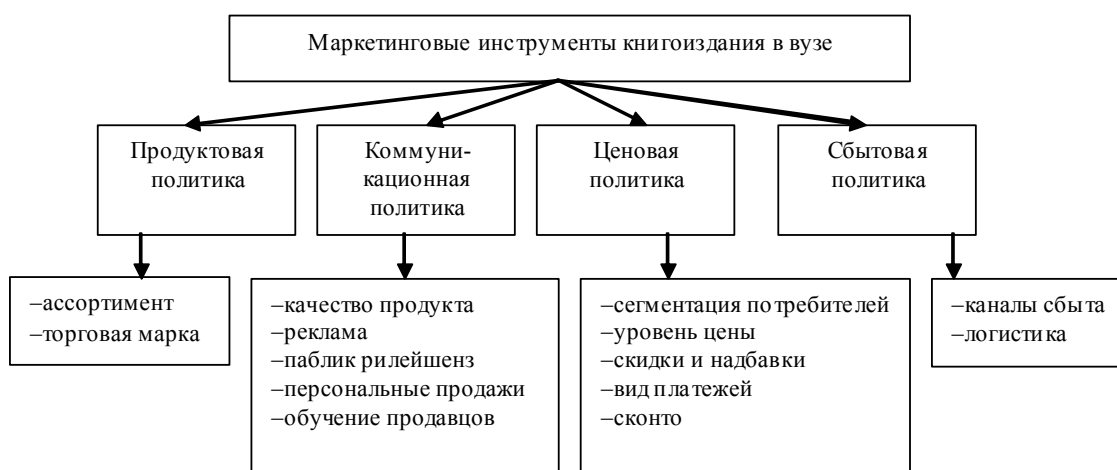 Маркетинговые инструменты книгоиздания в вузе
Продуктовая
политика
Коммуни-
кационная
политика
Ценовая
политика
Сбытовая
политика
–ассортимент
–торговая марка
–качество продукта
–реклама
–паблик рилейшенз
–персональные продажи
–обучение продавцов
–сегментация потребителей
–уровень цены
–скидки и надбавки
–вид платежей
–сконто
–каналы сбыта
–логистика